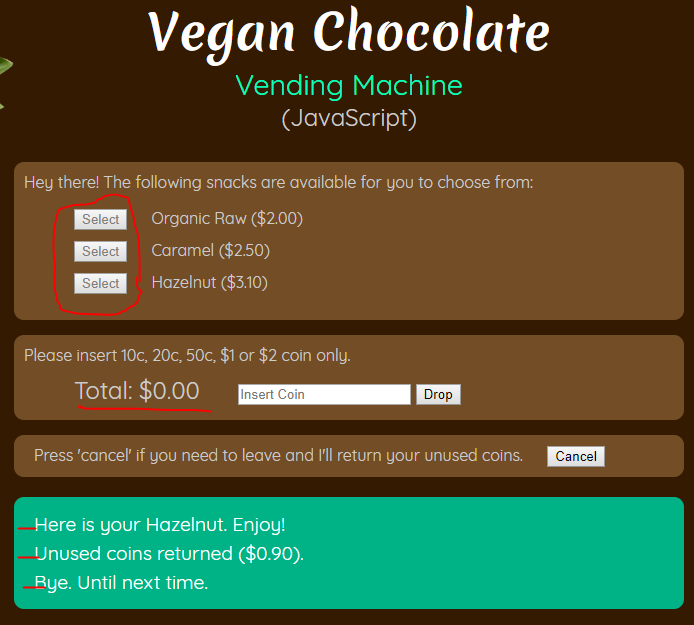 Vegan Chocolate
Vending Machine
(JavaScript)
Hey there! The following snacks are available for you to choose from:
Select Organic Raw ($2.00)
Select Caramel ($2.50)
Select Hazelnut ($3.10)
Please insert 10c, 20c, 50c, $1 or $2 coin only.
Total: $0.00 Insert Coin Drop
Press 'cancel' if you need to leave and I'll return your unused coins. Cancel
Here is your Hazelnut. Enjoy!
Unused coins returned ($0.90).
Bye. Until next time.